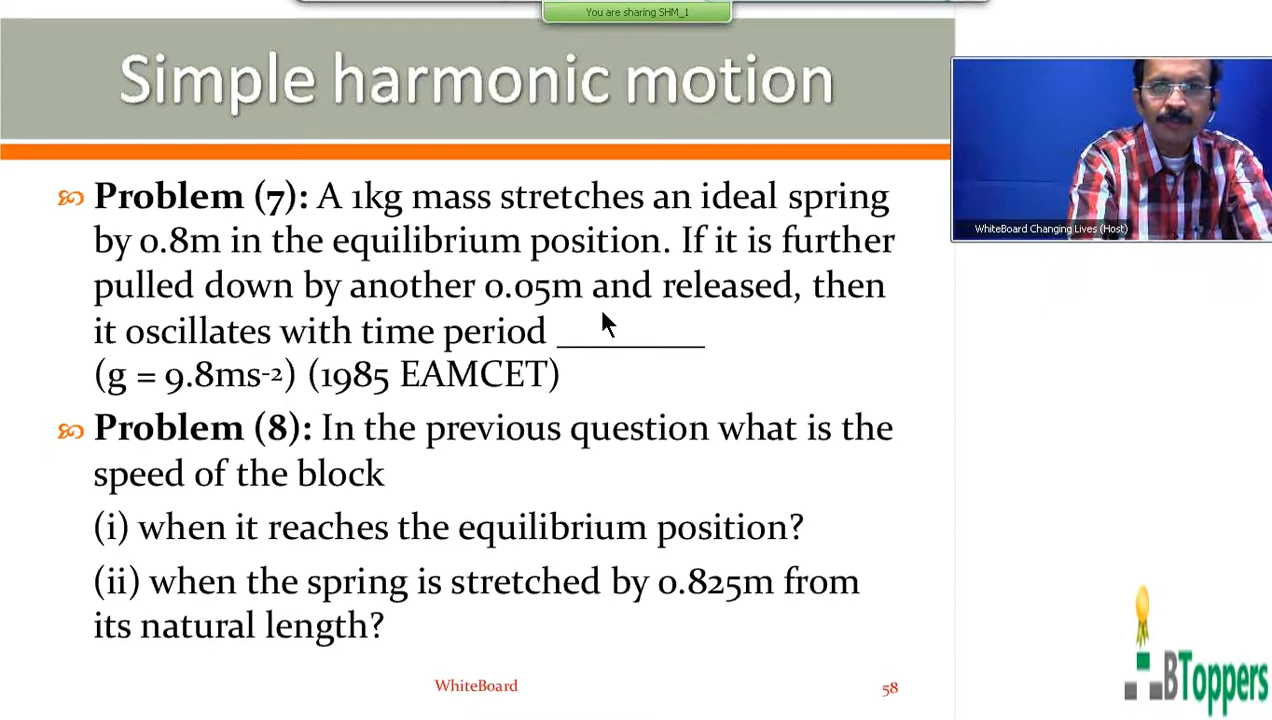 You are sharing SHM_1
Simple harmonic motion
WhiteBoard Changing Lives (Host)
Problem (7): A 1kg mass stretches an ideal spring
by 0.8m in the equilibrium position. If it is further
pulled down by another 0.05m and released, then
it oscillates with time period _________
(g = 9.8ms-2) (1985 EAMCET)
Problem (8): In the previous question what is the
speed of the block
(i) when it reaches the equilibrium position?
(ii) when the spring is stretched by 0.825m from
its natural length?
WhiteBoard
58
BToppers